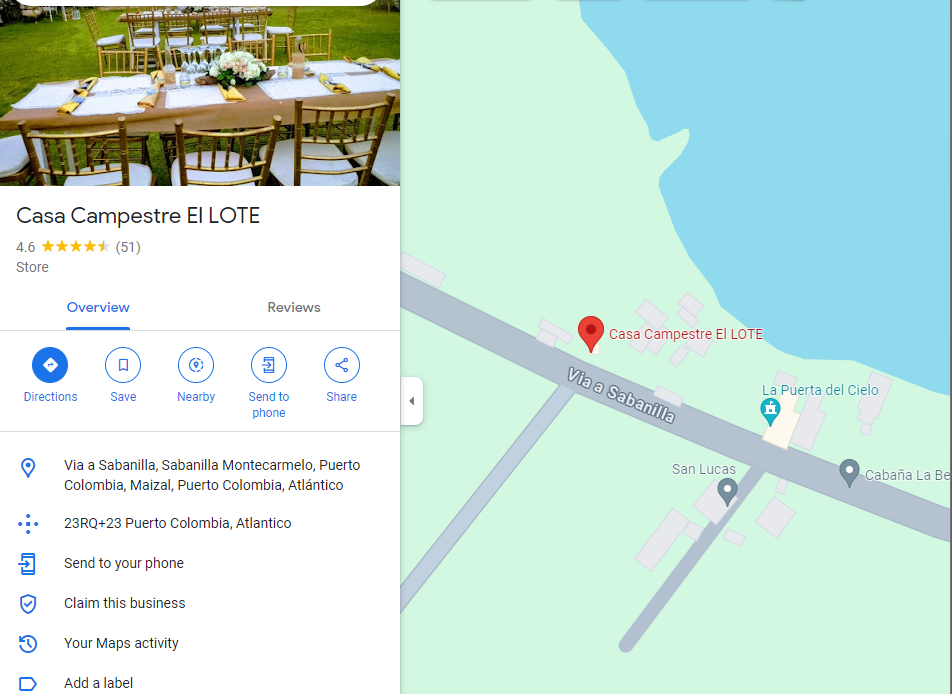 Casa Campestre El LOTE
4.6 (51)
Store
Overview
Reviews
Directions
Save
Nearby
Send to
phone
Share
Via a Sabanilla, Sabanilla Montecarmelo, Puerto
Colombia, Maizal, Puerto Colombia, Atlántico
23RQ+23 Puerto Colombia, Atlantico
Send to your phone
Claim this business
Your Maps activity
Add a label
Casa Campestre El LOTE
Via a Sabanilla
La Puerta del Cielo
San Lucas
Cabaña La Be